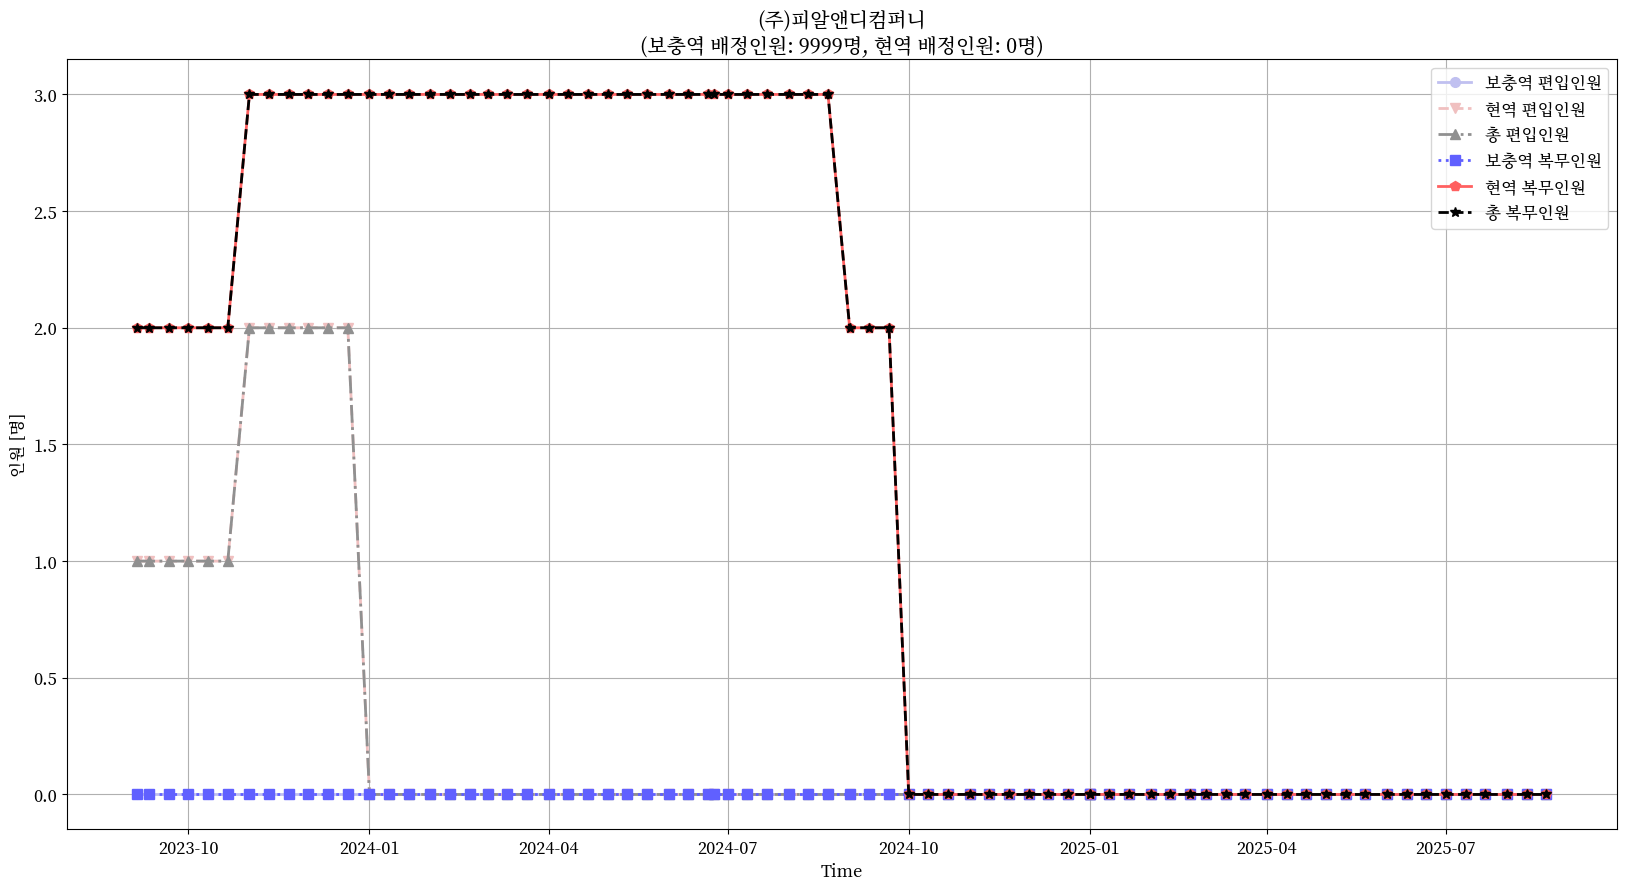 (주)피알앤디컴퍼니
(보충역 배정인원: 9999명, 현역 배정인원: 0명)
보충역 편입인원
현역 편입인원
총 편입인원
보충역 복무인원
현역 복무인원
총 복무인원
인원 [명]
3.0
2.5
2.0
1.5
1.0
0.5
0.0
2023-10
2024-01
2024-04
2024-07
2024-10
2025-01
2025-04
2025-07
Time